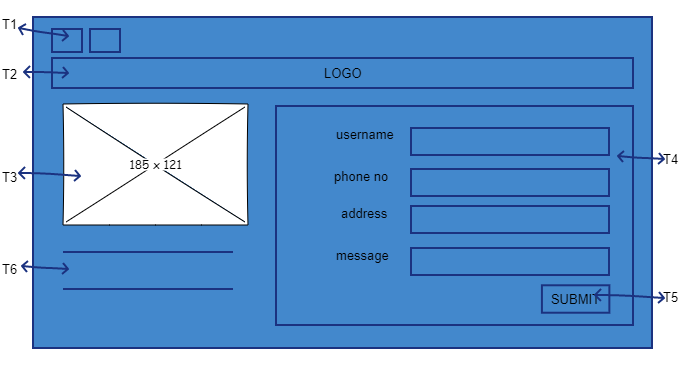 T1
T2
LOGO
username
T4
185 x 121
T3
phone no
address
message
T6
SUBMIT
T5